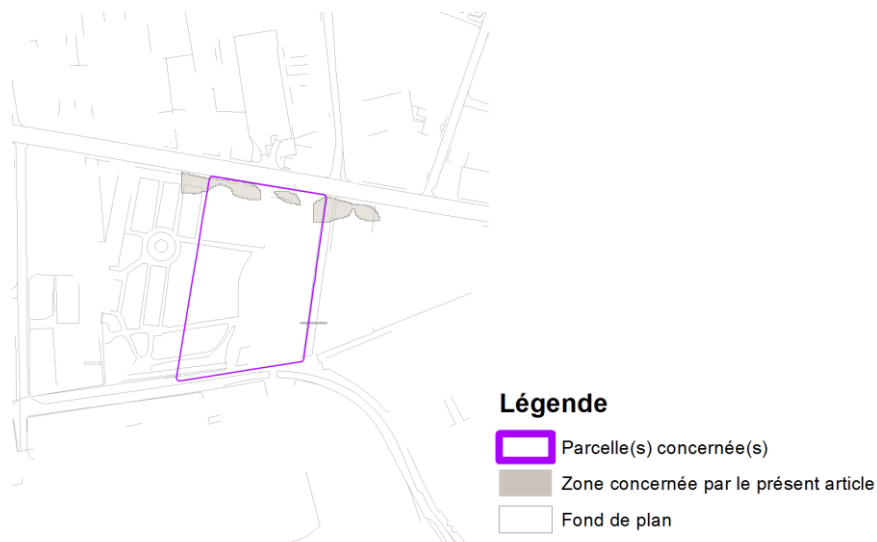 Légende
Parcelle(s) concernée(s)
Zone concernée par le présent article
Fond de plan